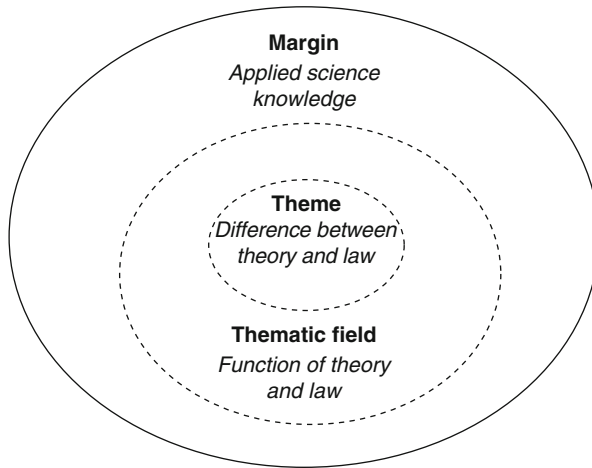 Margin
Applied science
knowledge
Theme
Difference between
theory and law
Thematic field
Function of theory
and law